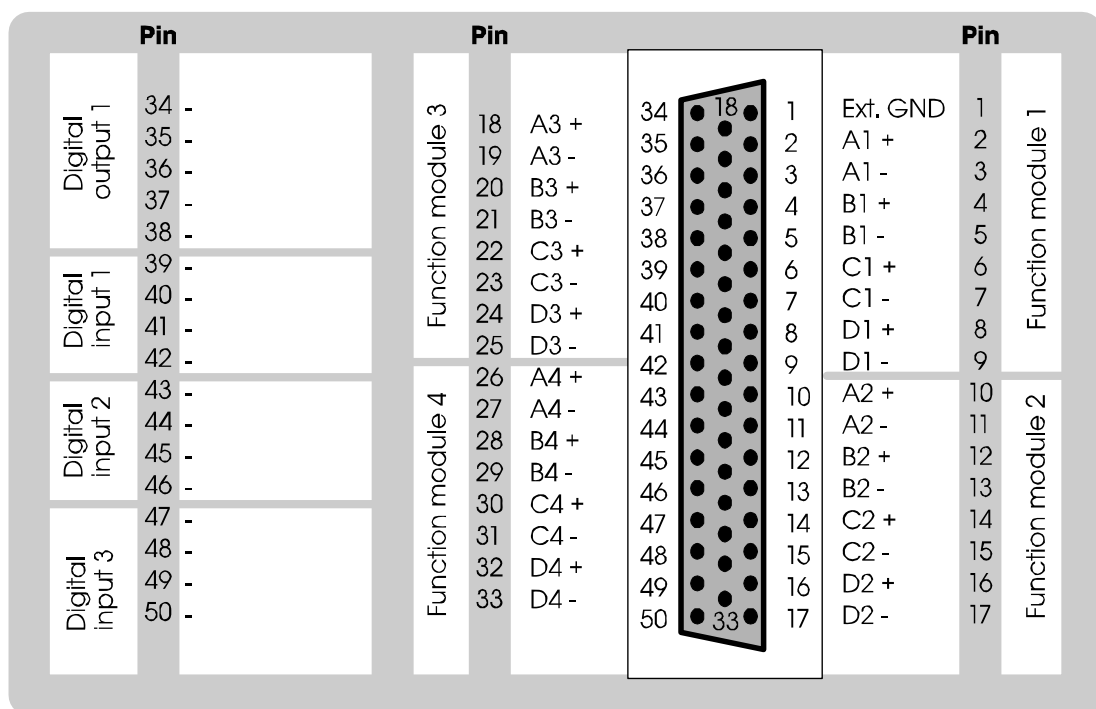 Pin
Digital
output 1
34 -
35 -
36 -
37 -
38 -
Digital
input 1
39 -
40 -
41 -
42 -
Digital
input 2
43 -
44 -
45 -
46 -
Digital
input 3
47 -
48 -
49 -
50 -
Pin
Function module 3
18 A3 +
19 A3 -
20 B3 +
21 B3 -
22 C3 +
23 C3 -
24 D3 +
25 D3 -
Function module 4
26 A4 +
27 A4 -
28 B4 +
29 B4 -
30 C4 +
31 C4 -
32 D4 +
33 D4 -
34
35
36
37
38
39
40
41
42
43
44
45
46
47
48
49
50
18
33
1
2
3
4
5
6
7
8
9
10
11
12
13
14
15
16
17
Pin
Ext. GND 1
A1 + 2
A1 - 3
B1 + 4
B1 - 5
C1 + 6
C1 - 7
D1 + 8
D1 - 9
Function module 1
A2 + 10
A2 - 11
B2 + 12
B2 - 13
C2 + 14
C2 - 15
D2 + 16
D2 - 17
Function module 2